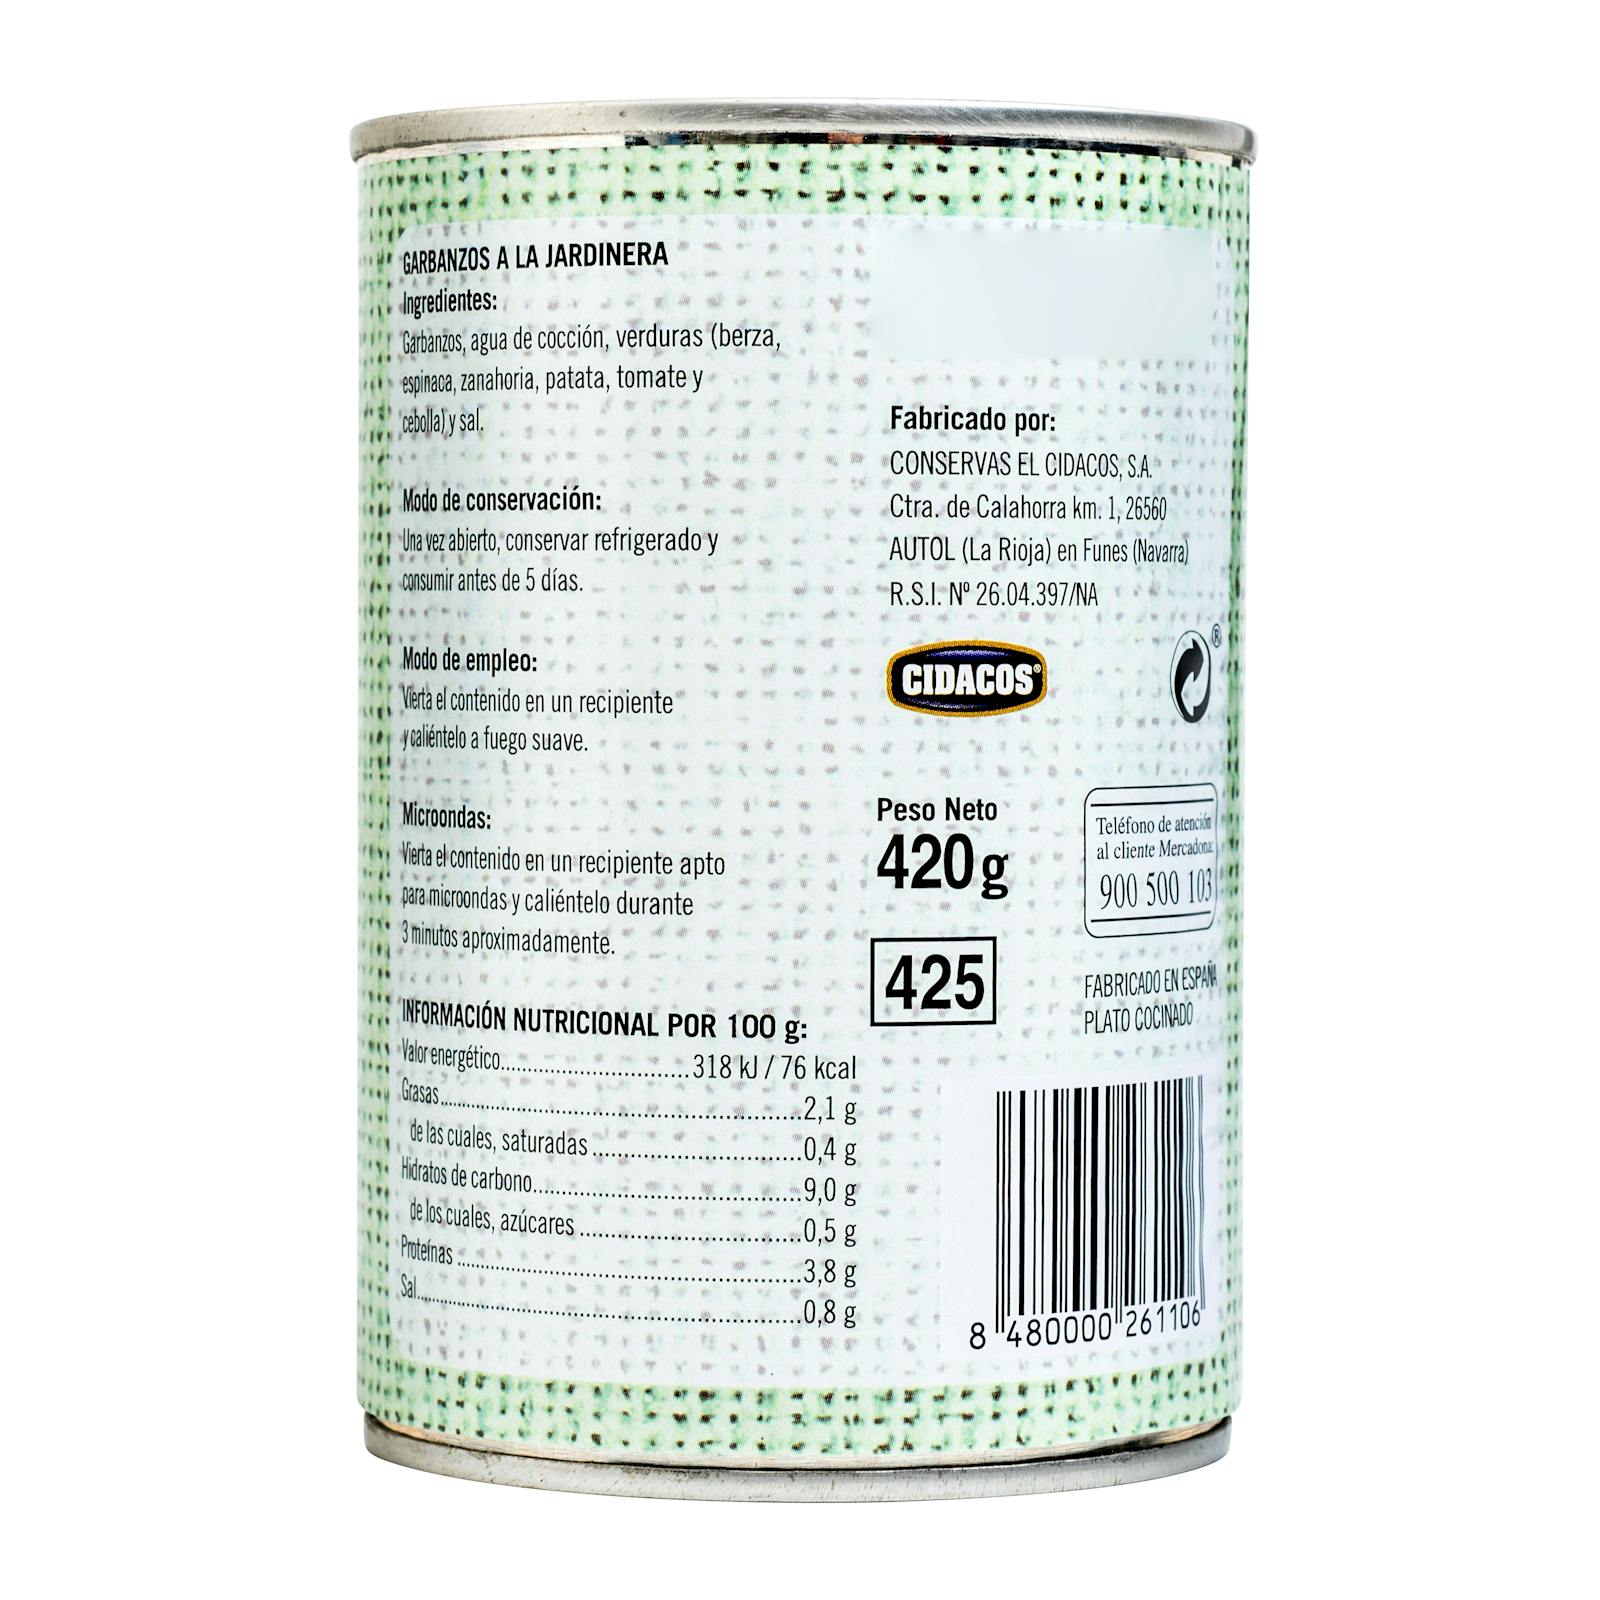 GARBANZOS A LA JARDINERA
Ingredientes:
Garbanzos, agua de cocción, verduras (berza,
espinaca, zanahoria, patata, tomate y
cebolla) y sal.
Modo de conservación:
Una vez abierto, conservar refrigerado y
consumir antes de 5 días.
Modo de empleo:
Vierta el contenido en un recipiente
y caliéntelo a fuego suave.
Microondas:
Vierta el contenido en un recipiente apto
para microondas y caliéntelo durante
3 minutos aproximadamente.
INFORMACIÓN NUTRICIONAL POR 100 g:
Valor energético..........................318 kJ / 76 kcal
Grasas..................................................2,1 g
de las cuales, saturadas.............................0,4 g
Hidratos de carbono.....................................9,0 g
de los cuales, azúcares..............................0,5 g
Proteínas..................................................3,8 g
Sal.......................................................0,8 g
Fabricado por:
CONSERVAS EL CIDACOS, S.A.
Ctra. de Calahorra km. 1, 26560
AUTOL (La Rioja) en Funes (Navarra)
R.S.I. Nº 26.04.397/NA
CIDACOS®
®
Peso Neto
420g
425
Teléfono de atención
al cliente Mercadona:
900 500 103
FABRICADO EN ESPAÑA
PLATO COCINADO
8 480000 261106